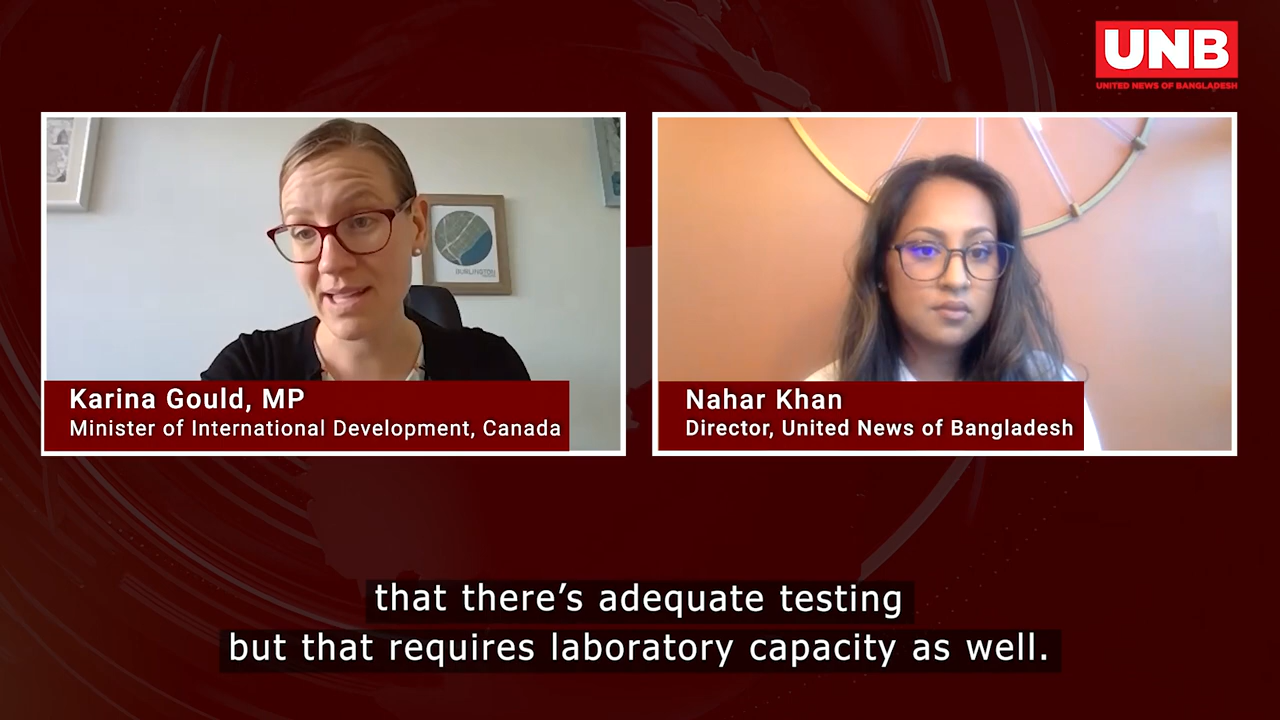 UNB
UNITED NEWS OF BANGLADESH
BURLINGTON
Karina Gould, MP
Minister of International Development, Canada
Nahar Khan
Director, United News of Bangladesh
that there’s adequate testing
but that requires laboratory capacity as well.